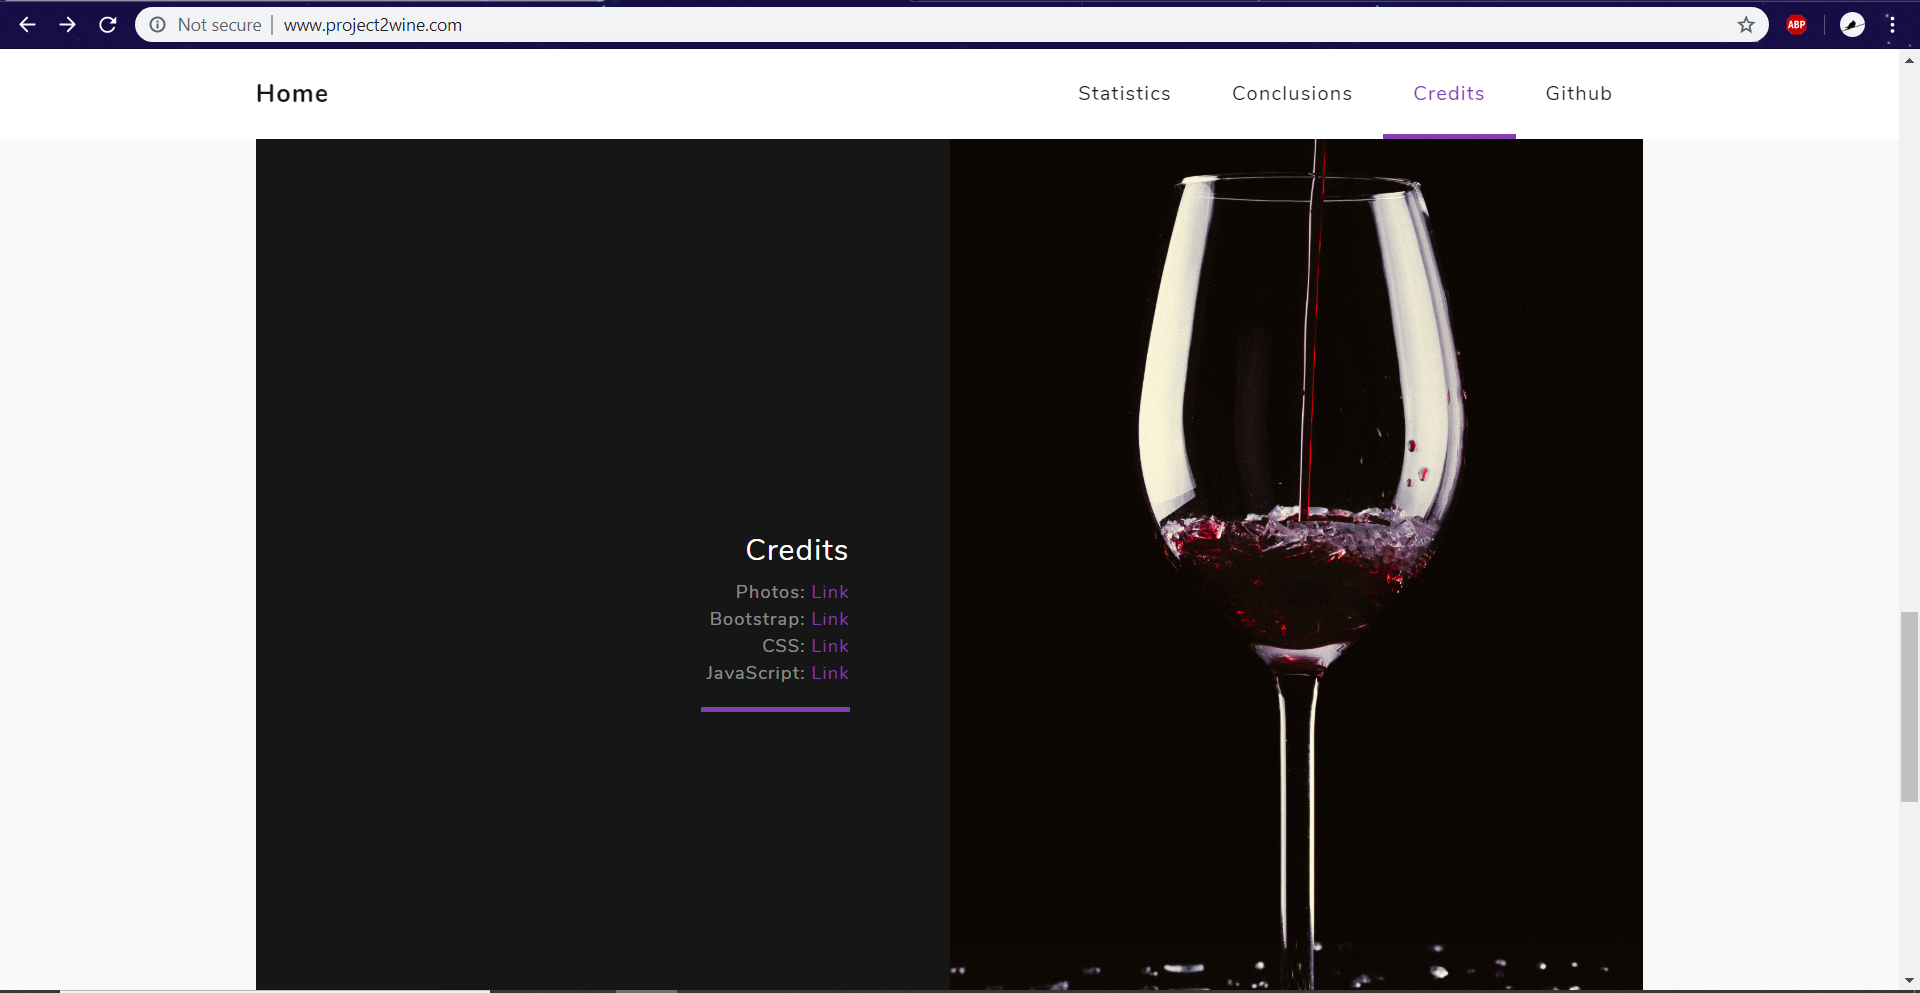 Not secure | www.project2wine.com
ABP
Home
Statistics
Conclusions
Credits
Github
Credits
Photos: Link
Bootstrap: Link
CSS: Link
JavaScript: Link